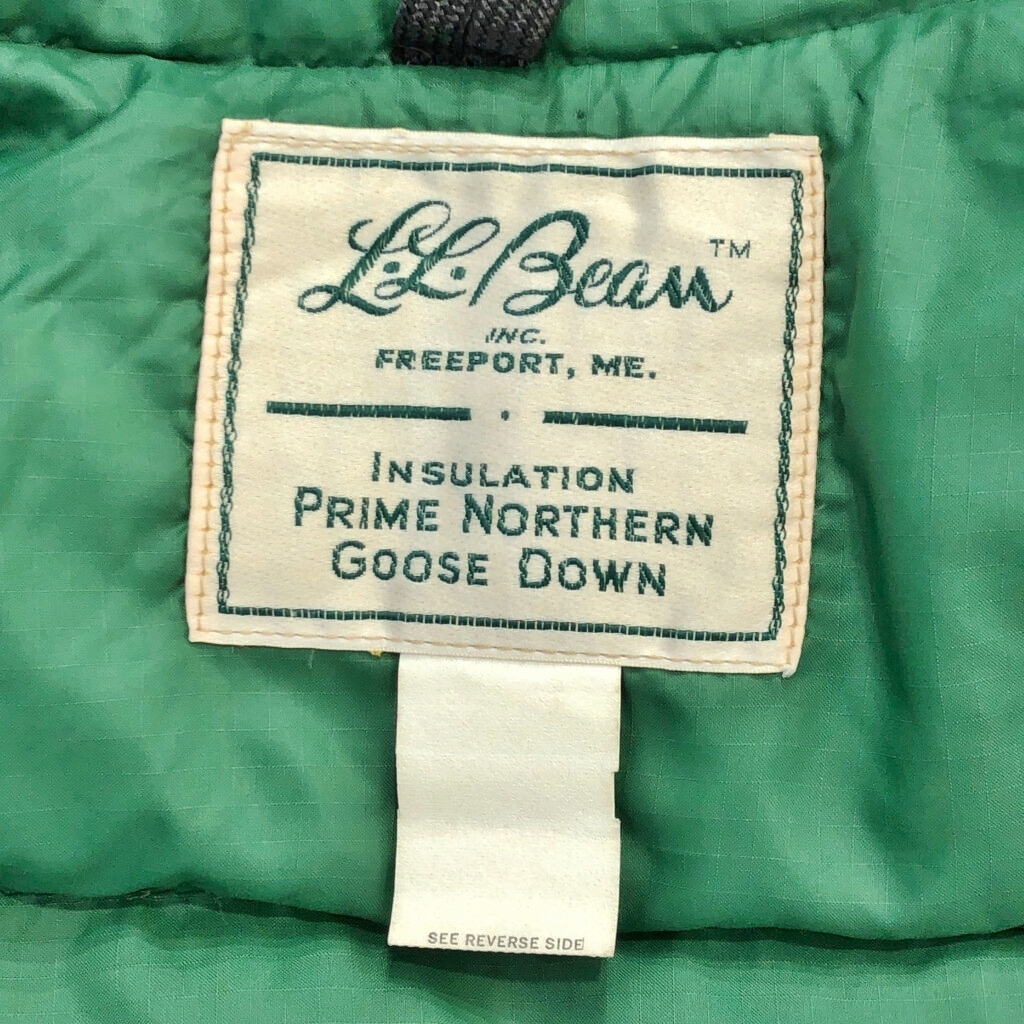 L.L.Bean™
INC.
FREEPORT, ME.
INSULATION
PRIME NORTHERN
GOOSE DOWN
SEE REVERSE SIDE